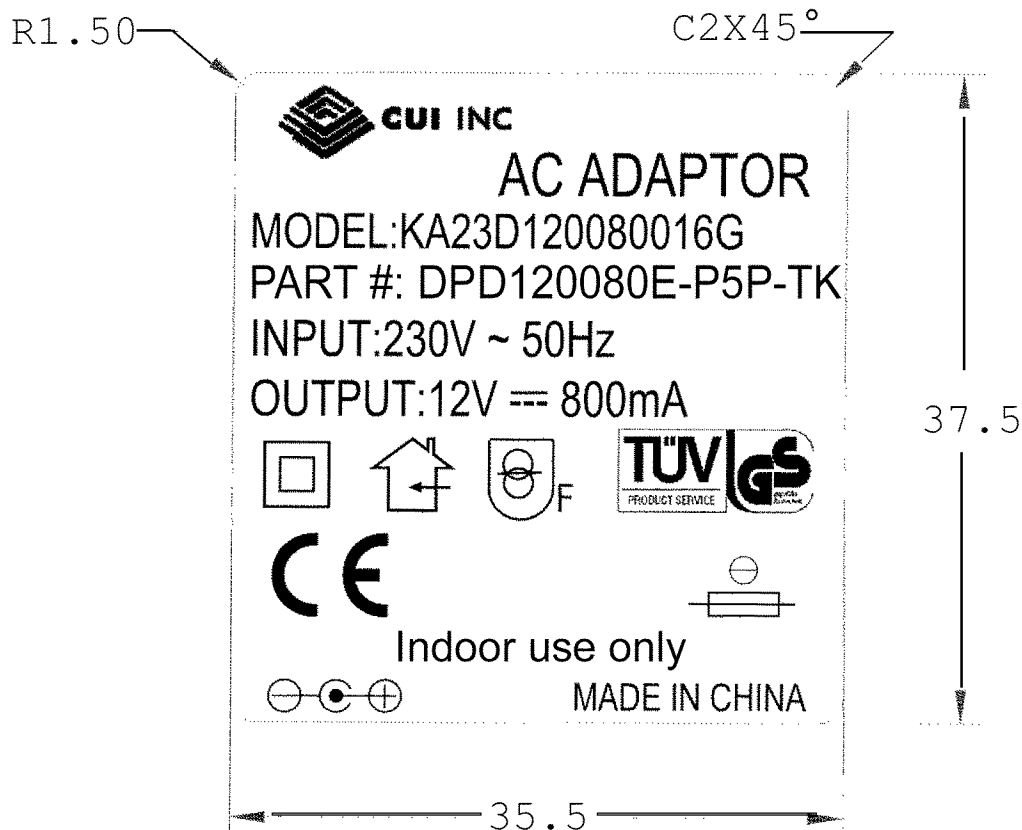 R1.50
C2X45°
CUI INC
AC ADAPTOR
MODEL:KA23D120080016G
PART #: DPD120080E-P5P-TK
INPUT:230V ~ 50Hz
OUTPUT:12V ⎓ 800mA
37.5
F
TÜV
PRODUCT SERVICE
GS
CE
Indoor use only
MADE IN CHINA
35.5